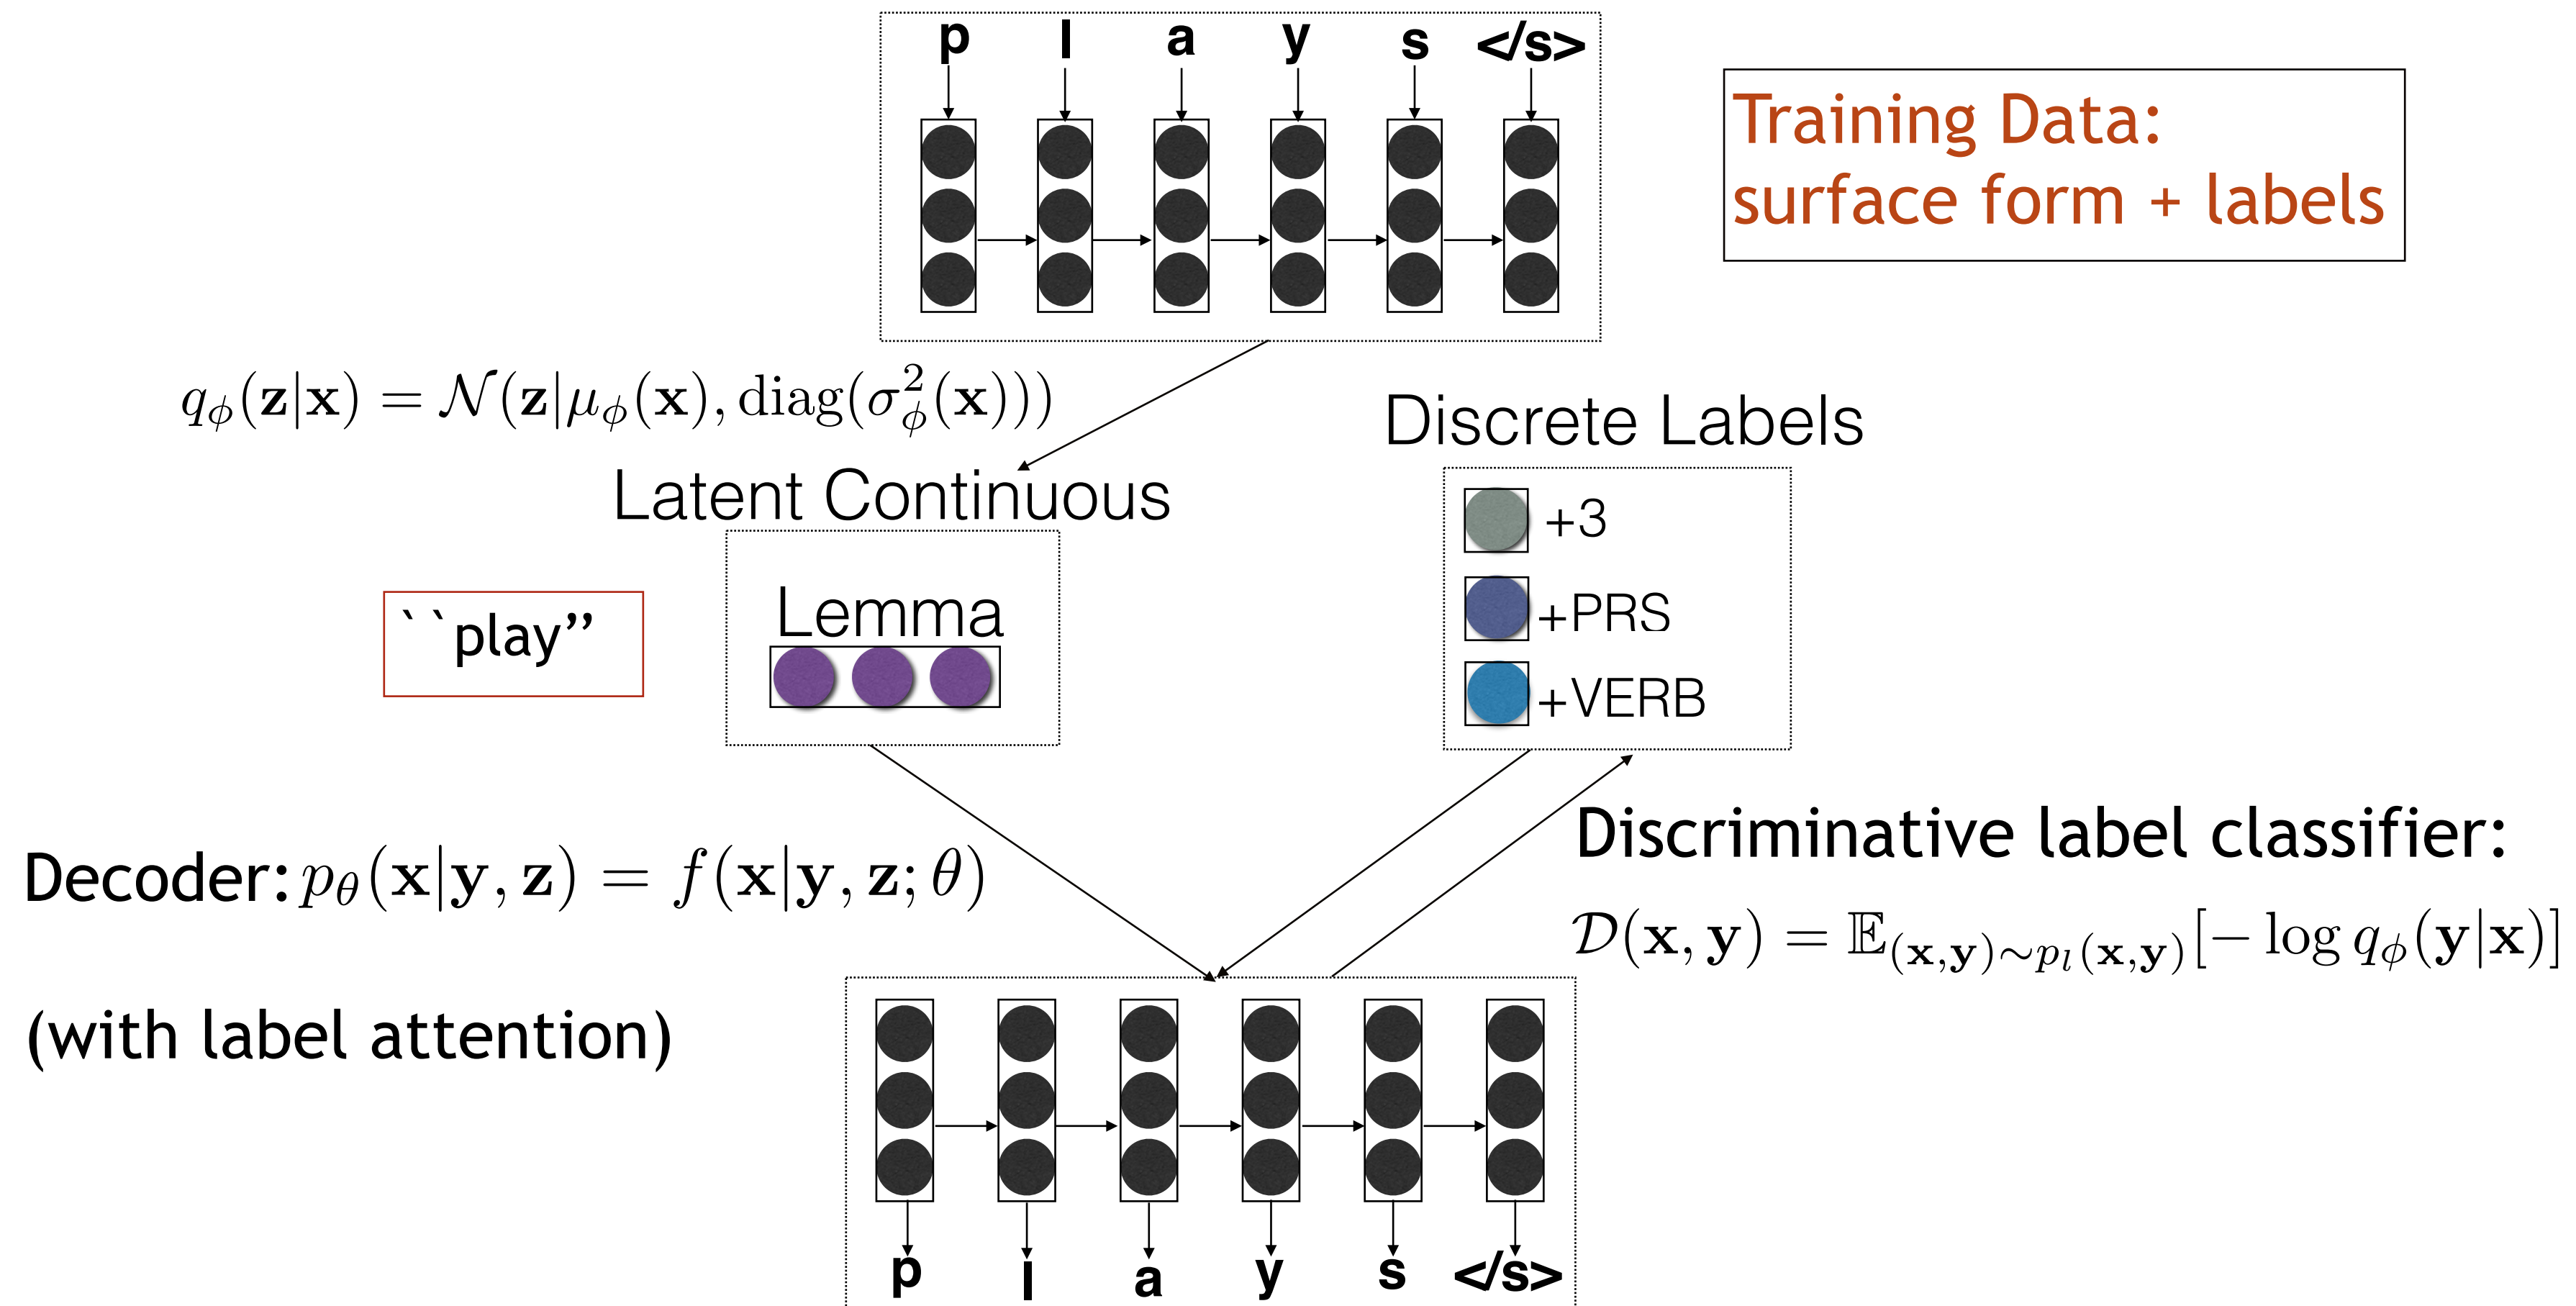 p l a y s </s>
Training Data:
surface form + labels
q_ϕ(z|x) = 𝒩(z|μ_ϕ(x), diag(σ²_ϕ(x)))
Discrete Labels
Latent Continuous
+3
Lemma
``play”
+PRS
+VERB
Discriminative label classifier:
Decoder: p_θ(x|y, z) = f(x|y, z; θ)
𝒟(x, y) = 𝔼_{(x,y)∼p_l(x,y)}[− log q_ϕ(y|x)]
(with label attention)
p l a y s </s>